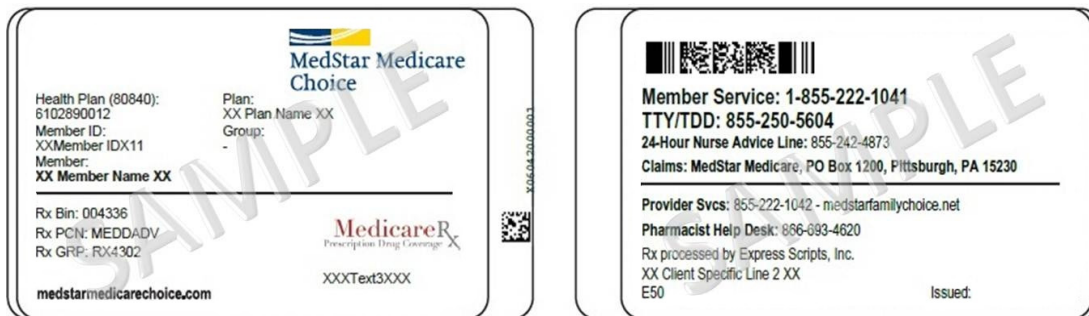 MedStar Medicare
Choice
Health Plan (80840):
6102890012
Member ID:
XXMember IDX11
Member:
XX Member Name XX
Plan:
XX Plan Name XX
Group:
-
Rx Bin: 004336
Rx PCN: MEDDADV
Rx GRP: RX4302
MedicareRx
Prescription Drug Coverage
XXXText3XXX
medstarmedicarechoice.com
SAMPLE
Member Service: 1-855-222-1041
TTY/TDD: 855-250-5604
24-Hour Nurse Advice Line: 855-242-4873
Claims: MedStar Medicare, PO Box 1200, Pittsburgh, PA 15230
Provider Svcs: 855-222-1042 - medstarfamilychoice.net
Pharmacist Help Desk: 866-693-4620
Rx processed by Express Scripts, Inc.
XX Client Specific Line 2 XX
E50 Issued:
SAMPLE